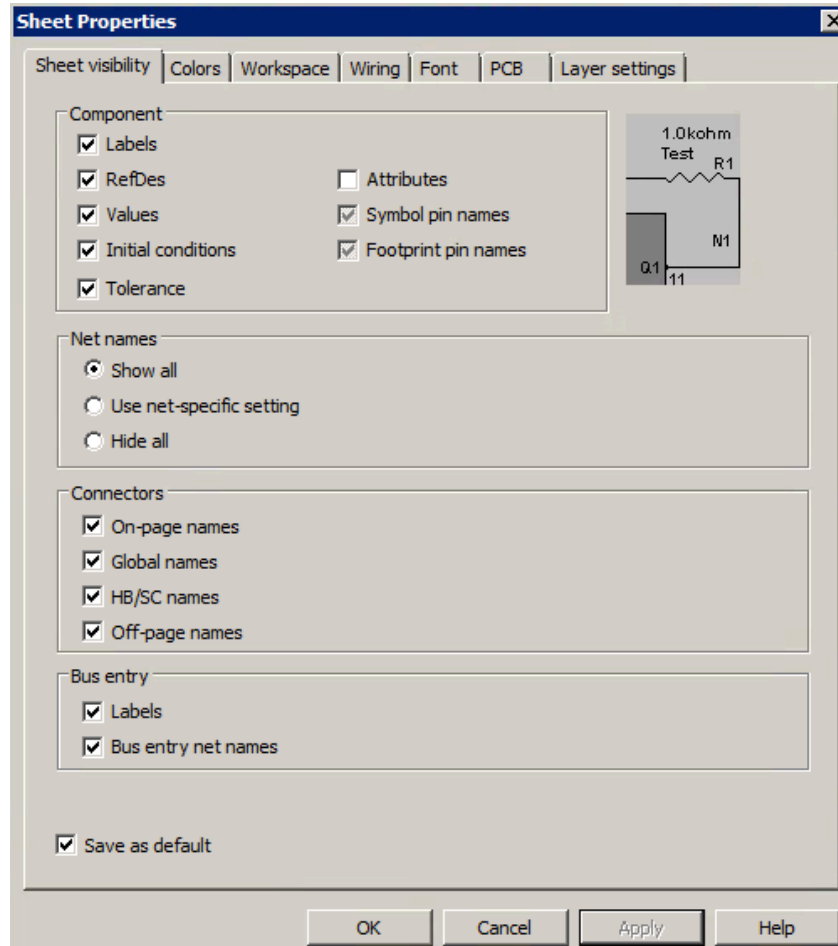 Sheet Properties
Sheet visibility Colors Workspace Wiring Font PCB Layer settings
Component
Labels
RefDes
Values
Initial conditions
Tolerance
Attributes
Symbol pin names
Footprint pin names
1.0kohm
Test R1
N1
Q1
11
Net names
Show all
Use net-specific setting
Hide all
Connectors
On-page names
Global names
HB/SC names
Off-page names
Bus entry
Labels
Bus entry net names
Save as default
OK Cancel Apply Help